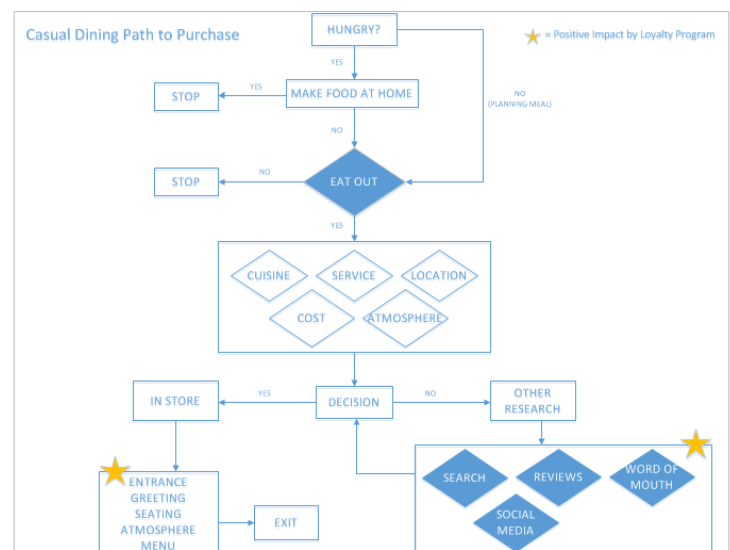 Casual Dining Path to Purchase
HUNGRY?
= Positive Impact by Loyalty Program
YES
STOP
YES
MAKE FOOD AT HOME
NO
(PLANNING MEAL)
NO
STOP
NO
EAT OUT
YES
CUISINE
SERVICE
LOCATION
COST
ATMOSPHERE
IN STORE
YES
DECISION
NO
OTHER
RESEARCH
ENTRANCE
GREETING
SEATING
ATMOSPHERE
MENU
EXIT
SEARCH
REVIEWS
WORD OF
MOUTH
SOCIAL
MEDIA